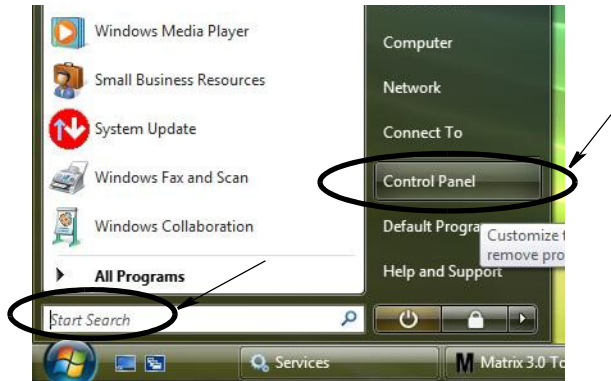 Windows Media Player
Small Business Resources
System Update
Windows Fax and Scan
Windows Collaboration
All Programs
Start Search
Computer
Network
Connect To
Control Panel
Default Progra
Customize
remove pro
Help and Support
Services
Matrix 3.0 To